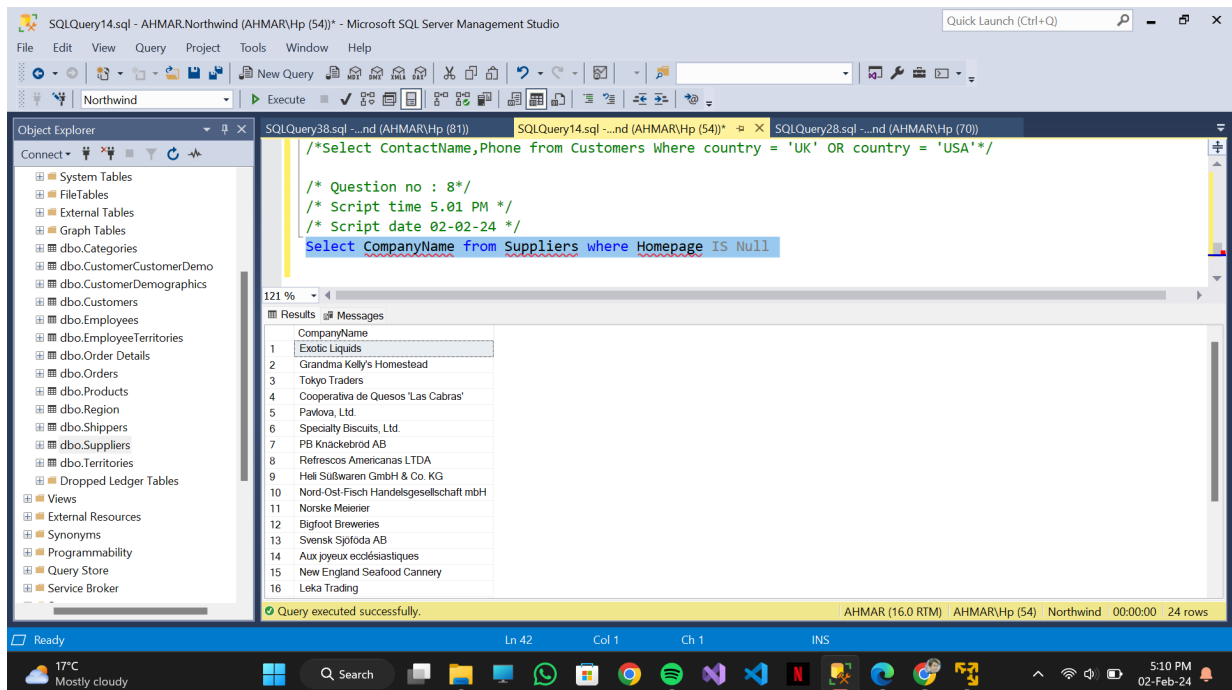 SQLQuery14.sql - AHMAR.Northwind (AHMAR\Hp (54))* - Microsoft SQL Server Management Studio
Quick Launch (Ctrl+Q)
File Edit View Query Project Tools Window Help
New Query
Northwind
Execute
Object Explorer
Connect
System Tables
FileTables
External Tables
Graph Tables
dbo.Categories
dbo.CustomerCustomerDemo
dbo.CustomerDemographics
dbo.Customers
dbo.Employees
dbo.EmployeeTerritories
dbo.Order Details
dbo.Orders
dbo.Products
dbo.Region
dbo.Shippers
dbo.Suppliers
dbo.Territories
Dropped Ledger Tables
Views
External Resources
Synonyms
Programmability
Query Store
Service Broker
SQLQuery38.sql -...nd (AHMAR\Hp (81))
SQLQuery14.sql -...nd (AHMAR\Hp (54))*
SQLQuery28.sql -...nd (AHMAR\Hp (70))
/*Select ContactName,Phone from Customers Where country = 'UK' OR country = 'USA'*/
/* Question no : 8*/
/* Script time 5.01 PM */
/* Script date 02-02-24 */
Select CompanyName from Suppliers where Homepage IS Null
121 %
Results Messages
CompanyName
1 Exotic Liquids
2 Grandma Kelly's Homestead
3 Tokyo Traders
4 Cooperativa de Quesos 'Las Cabras'
5 Pavlova, Ltd.
6 Specialty Biscuits, Ltd.
7 PB Knäckebröd AB
8 Refrescos Americanas LTDA
9 Heli Süßwaren GmbH & Co. KG
10 Nord-Ost-Fisch Handelsgesellschaft mbH
11 Norske Meierier
12 Bigfoot Breweries
13 Svensk Sjöföda AB
14 Aux joyeux ecclésiastiques
15 New England Seafood Cannery
16 Leka Trading
Query executed successfully.
AHMAR (16.0 RTM) AHMAR\Hp (54) Northwind 00:00:00 24 rows
Ready Ln 42 Col 1 Ch 1 INS
17°C
Mostly cloudy
Search
5:10 PM
02-Feb-24